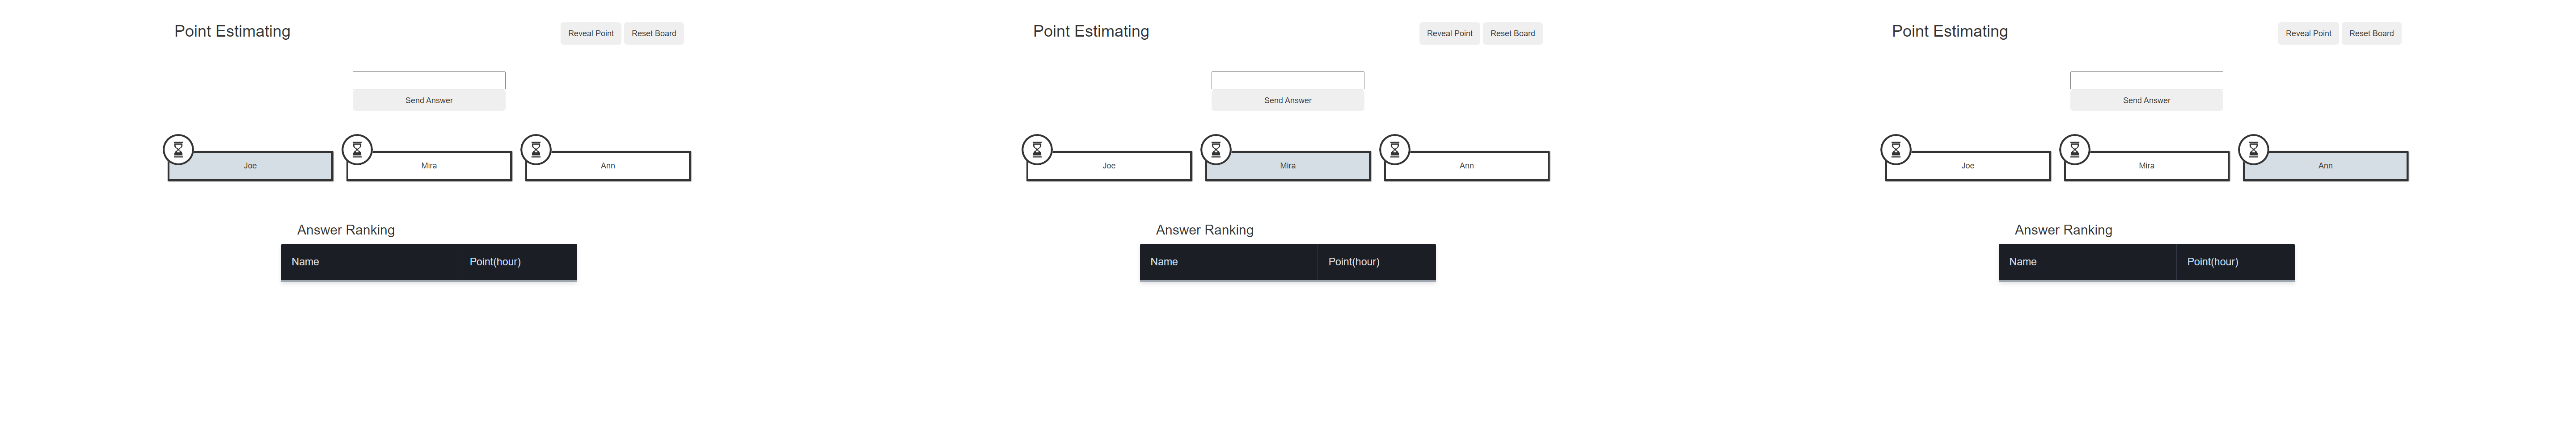 Point Estimating
Reveal Point
Reset Board
Send Answer
Joe
Mira
Ann
Answer Ranking
Name
Point(hour)
Point Estimating
Reveal Point
Reset Board
Send Answer
Joe
Mira
Ann
Answer Ranking
Name
Point(hour)
Point Estimating
Reveal Point
Reset Board
Send Answer
Joe
Mira
Ann
Answer Ranking
Name
Point(hour)